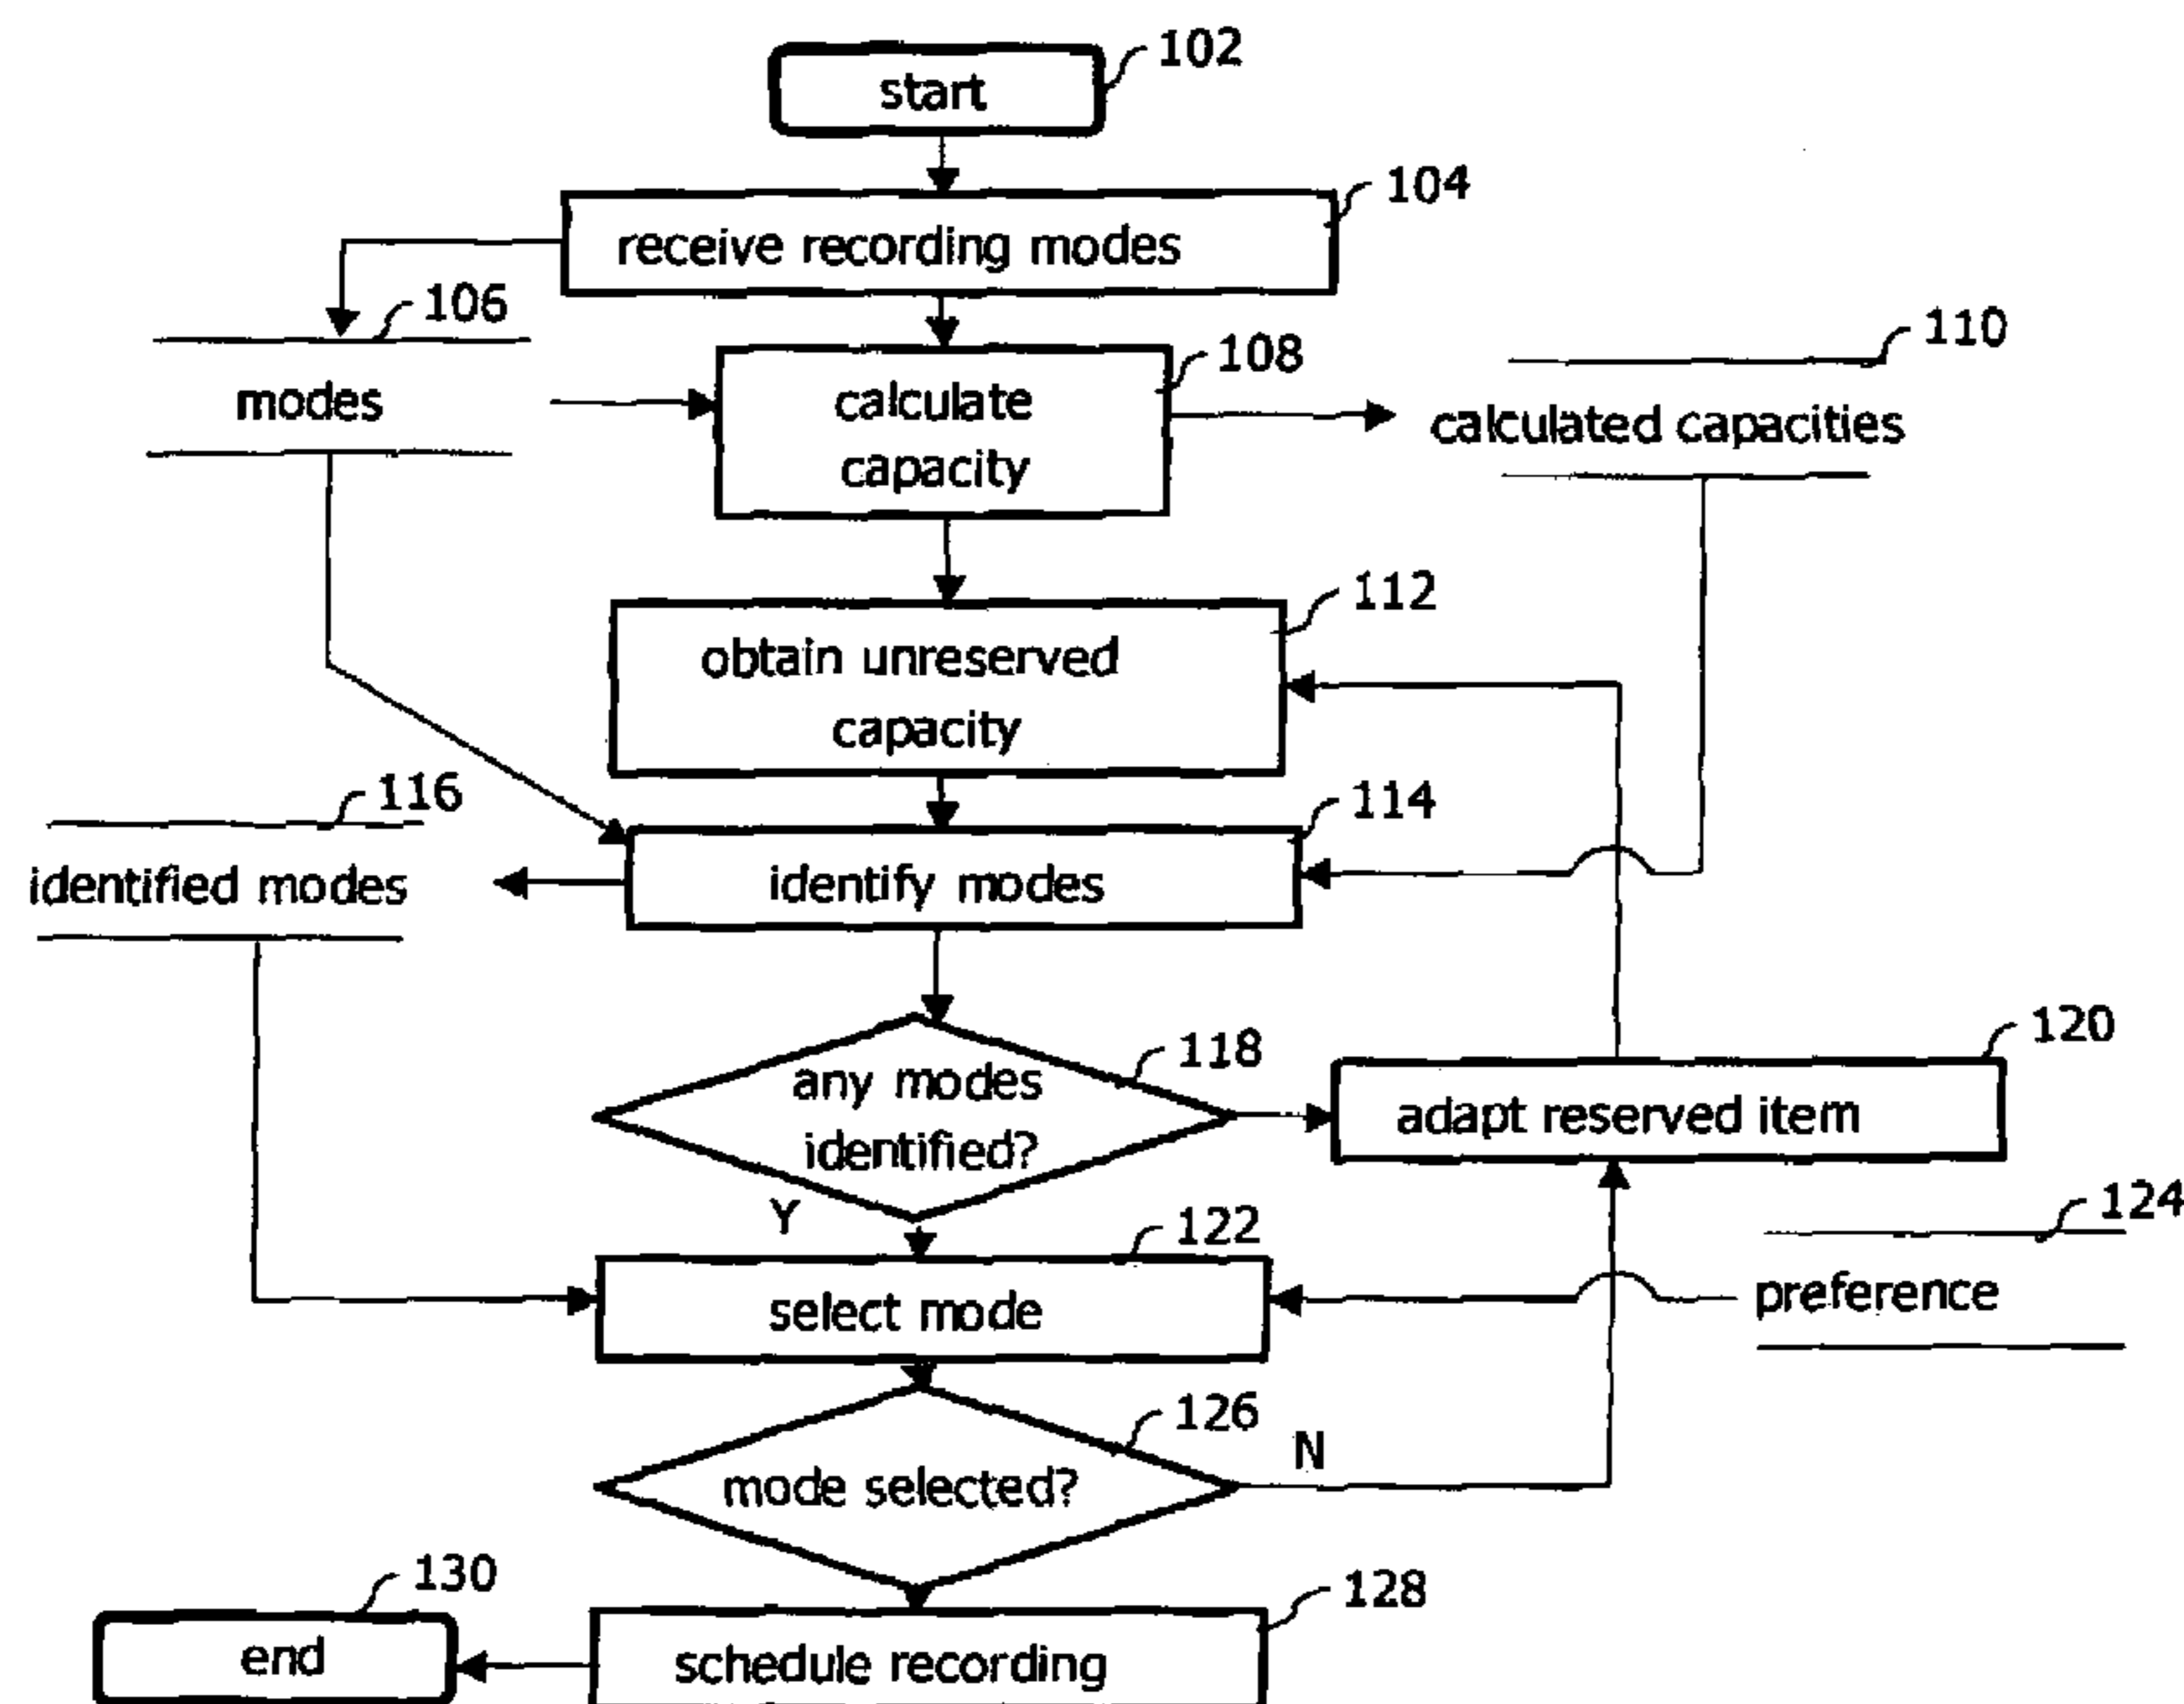 start
102
receive recording modes
104
106
modes
calculate
capacity
108
110
calculated capacities
obtain unreserved
capacity
112
116
identified modes
identify modes
114
any modes
identified?
118
adapt reserved item
120
Y
select mode
122
124
preference
mode selected?
126
N
130
end
schedule recording
128